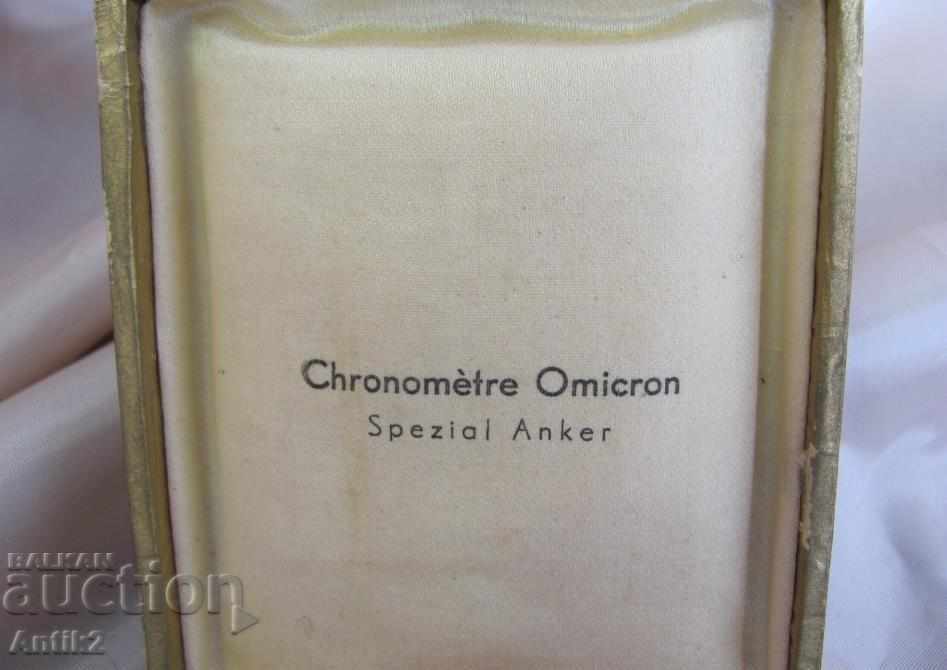 Chronomètre Omicron
Spezial Anker
BALKAN
auction
Antik2